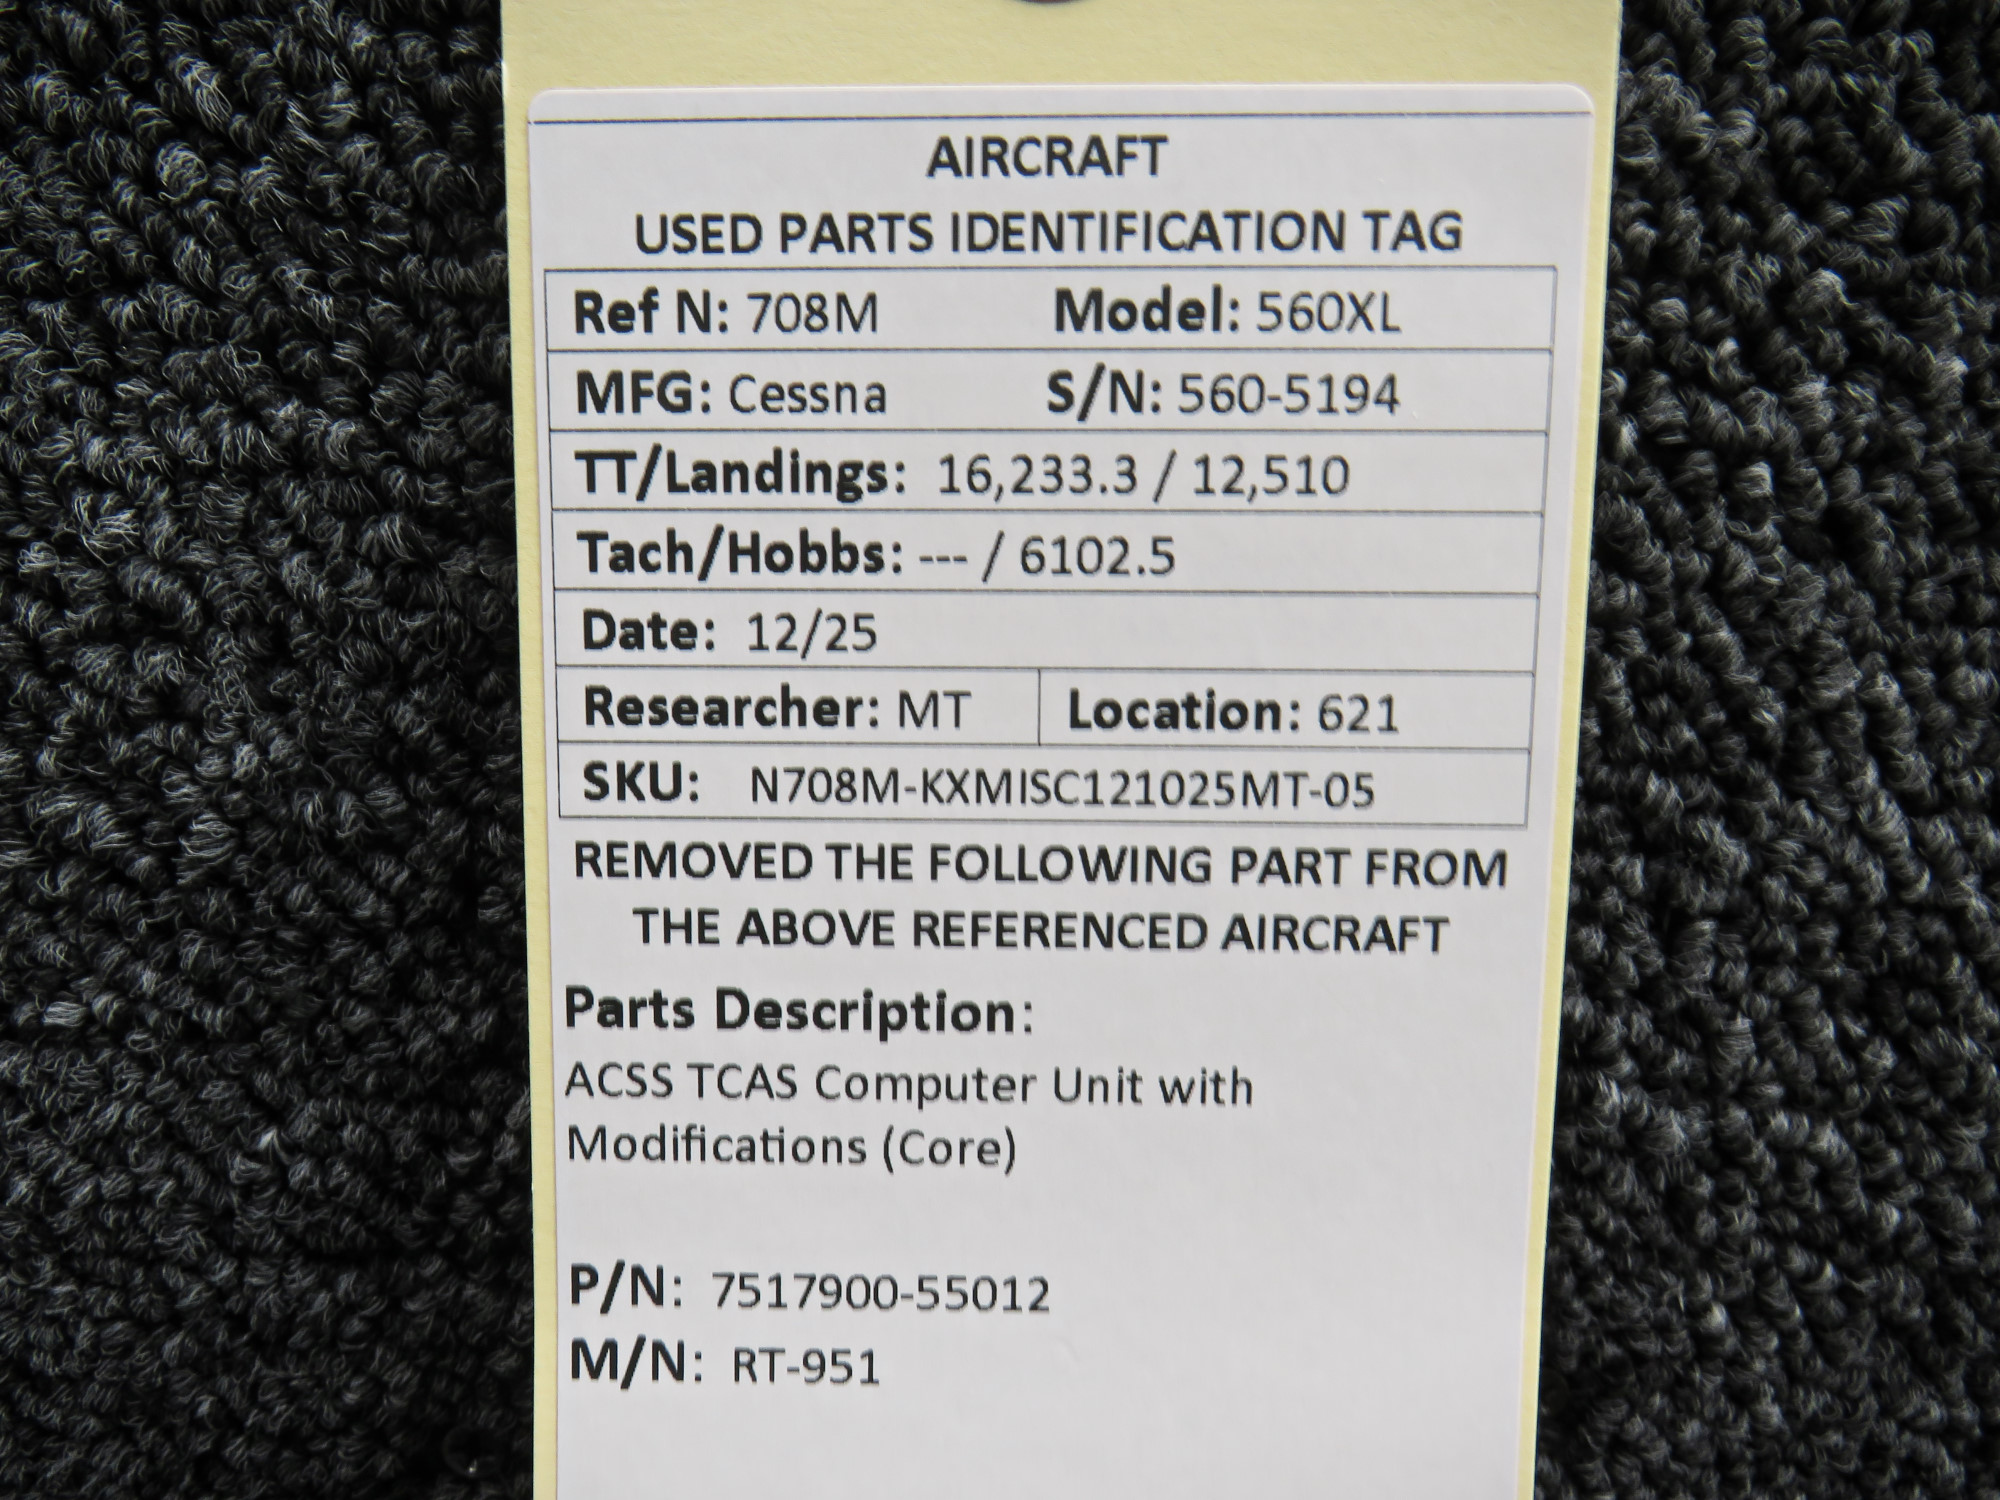 AIRCRAFT
USED PARTS IDENTIFICATION TAG
Ref N: 708M Model: 560XL
MFG: Cessna S/N: 560-5194
TT/Landings: 16,233.3 / 12,510
Tach/Hobbs: --- / 6102.5
Date: 12/25
Researcher: MT Location: 621
SKU: N708M-KXMISC121025MT-05
REMOVED THE FOLLOWING PART FROM
THE ABOVE REFERENCED AIRCRAFT
Parts Description:
ACSS TCAS Computer Unit with
Modifications (Core)
P/N: 7517900-55012
M/N: RT-951